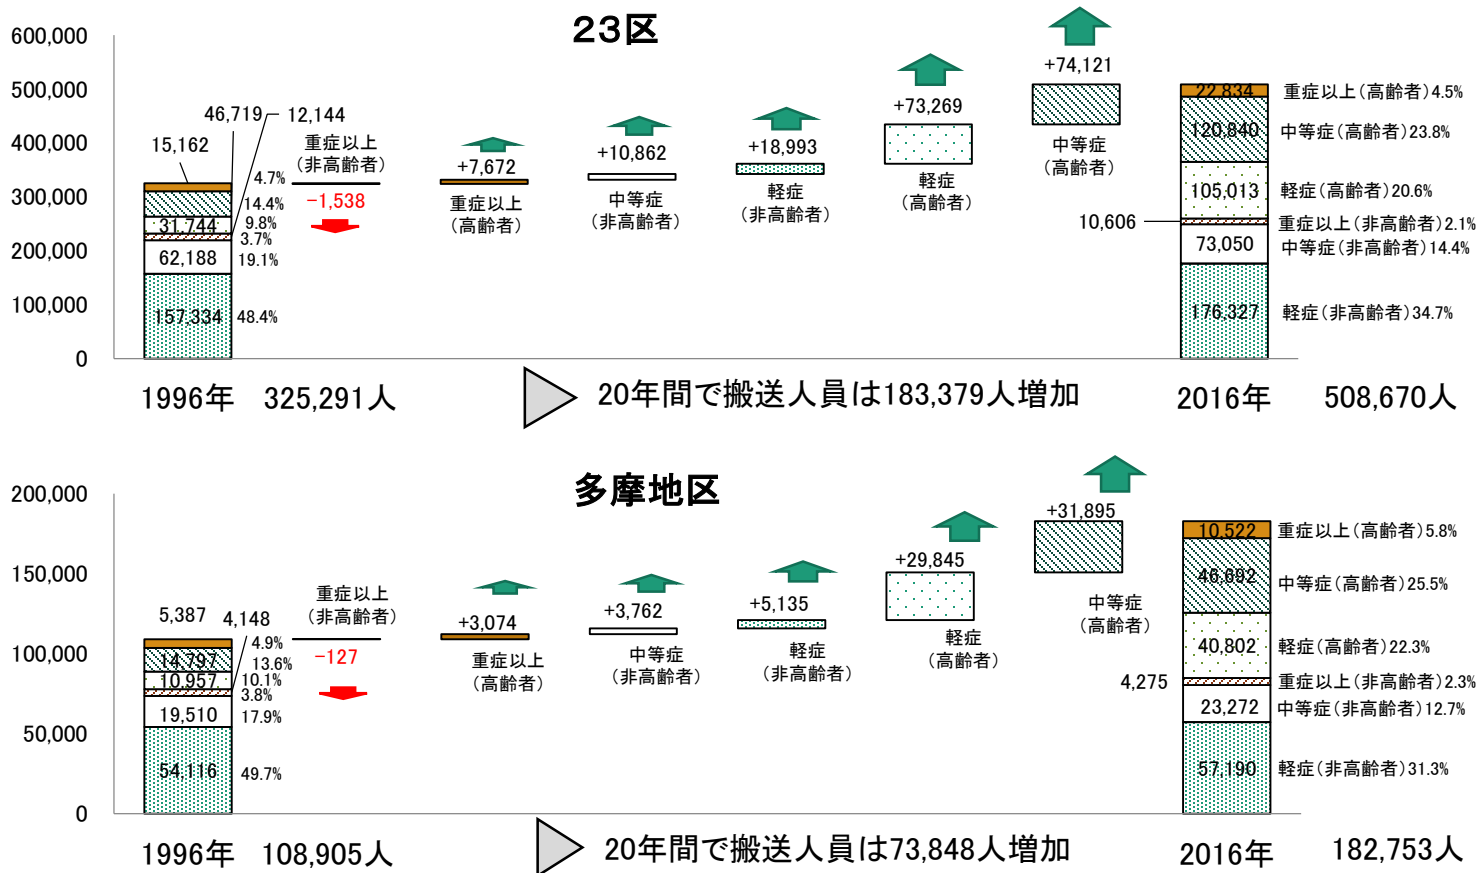 23区
600,000
500,000
400,000
300,000
200,000
100,000
0
46,719
12,144
15,162
4.7%
14.4%
31,744
9.8%
3.7%
62,188
19.1%
157,334
48.4%
重症以上
(非高齢者)
-1,538
+7,672
重症以上
(高齢者)
+10,862
中等症
(非高齢者)
+18,993
軽症
(非高齢者)
+73,269
軽症
(高齢者)
+74,121
中等症
(高齢者)
22,834
重症以上(高齢者)4.5%
120,840
中等症(高齢者)23.8%
105,013
軽症(高齢者)20.6%
10,606
重症以上(非高齢者)2.1%
73,050
中等症(非高齢者)14.4%
176,327
軽症(非高齢者)34.7%
1996年 325,291人
20年間で搬送人員は183,379人増加
2016年 508,670人
多摩地区
200,000
150,000
100,000
50,000
0
5,387
4,148
4.9%
14,797
13.6%
10,957
10.1%
3.8%
19,510
17.9%
54,116
49.7%
重症以上
(非高齢者)
-127
+3,074
重症以上
(高齢者)
+3,762
中等症
(非高齢者)
+5,135
軽症
(非高齢者)
+29,845
軽症
(高齢者)
+31,895
中等症
(高齢者)
10,522
重症以上(高齢者)5.8%
46,692
中等症(高齢者)25.5%
40,802
軽症(高齢者)22.3%
4,275
重症以上(非高齢者)2.3%
23,272
中等症(非高齢者)12.7%
57,190
軽症(非高齢者)31.3%
1996年 108,905人
20年間で搬送人員は73,848人増加
2016年 182,753人